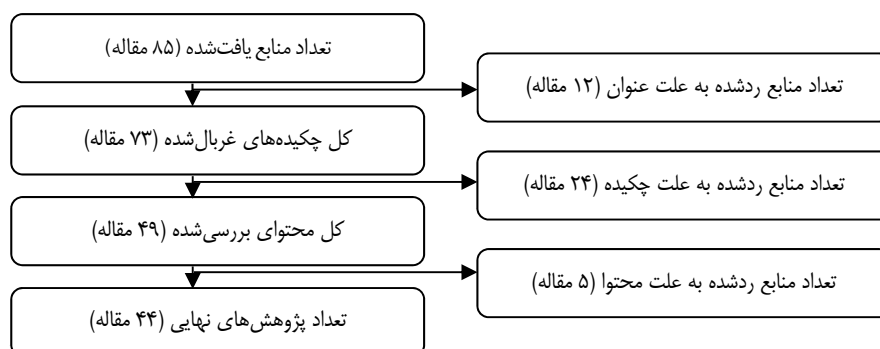 تعداد منابع یافت‌شده (۸۵ مقاله)
تعداد منابع ردشده به علت عنوان (۱۲ مقاله)
کل چکیده‌های غربال‌شده (۷۳ مقاله)
تعداد منابع ردشده به علت چکیده (۲۴ مقاله)
کل محتوای بررسی‌شده (۴۹ مقاله)
تعداد منابع ردشده به علت محتوا (۵ مقاله)
تعداد پژوهش‌های نهایی (۴۴ مقاله)